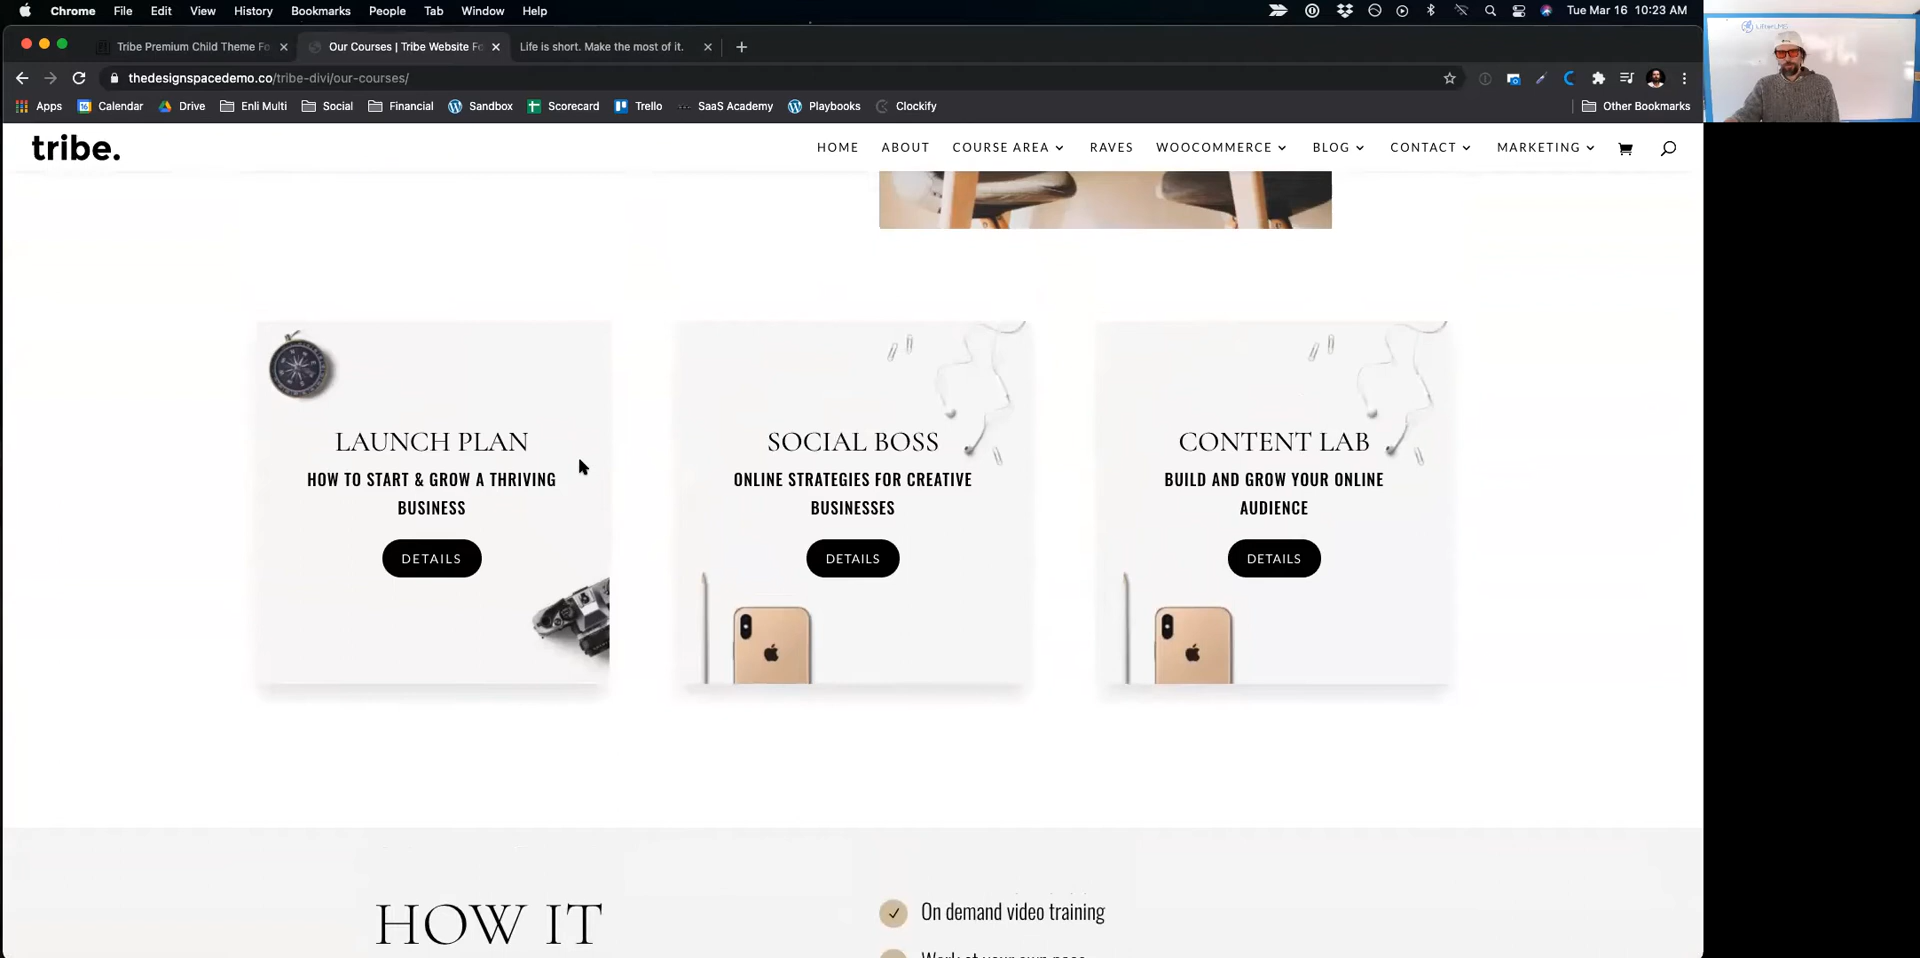 Chrome File Edit View History Bookmarks People Tab Window Help
Tue Mar 16 10:23 AM
Tribe Premium Child Theme Fo
Our Courses | Tribe Website Fo
Life is short. Make the most of it.
thedesignspacedemo.co/tribe-divi/our-courses/
Apps Calendar Drive Enli Multi Social Financial Sandbox Scorecard Trello SaaS Academy Playbooks Clockify Other Bookmarks
tribe.
HOME ABOUT COURSE AREA RAVES WOOCOMMERCE BLOG CONTACT MARKETING
LAUNCH PLAN
HOW TO START & GROW A THRIVING
BUSINESS
DETAILS
SOCIAL BOSS
ONLINE STRATEGIES FOR CREATIVE
BUSINESSES
DETAILS
CONTENT LAB
BUILD AND GROW YOUR ONLINE
AUDIENCE
DETAILS
HOW IT
On demand video training